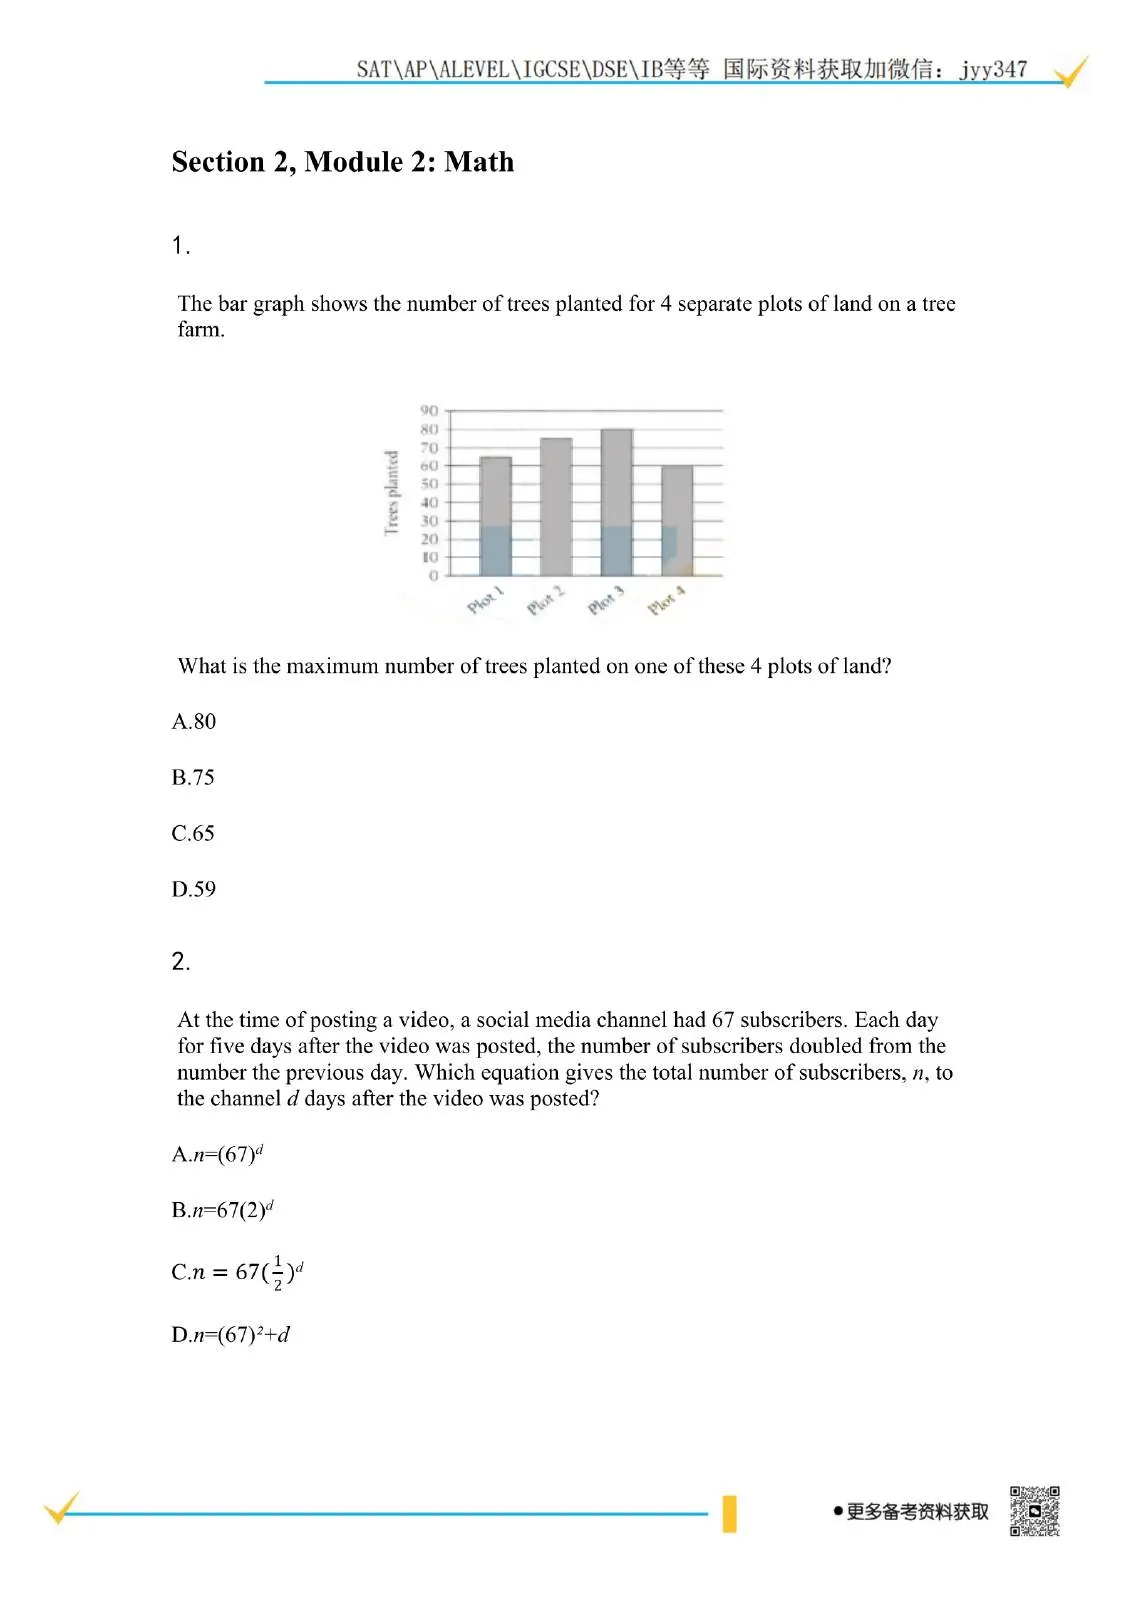 SAT\AP\ALEVEL\IGCSE\DSE\IB等等 国际资料获取加微信：jyy347
Section 2, Module 2: Math
1.
The bar graph shows the number of trees planted for 4 separate plots of land on a tree
farm.
Trees planted
90
80
70
60
50
40
30
20
10
0
Plot 1
Plot 2
Plot 3
Plot 4
What is the maximum number of trees planted on one of these 4 plots of land?
A.80
B.75
C.65
D.59
2.
At the time of posting a video, a social media channel had 67 subscribers. Each day
for five days after the video was posted, the number of subscribers doubled from the
number the previous day. Which equation gives the total number of subscribers, n, to
the channel d days after the video was posted?
A.n=(67)^d
B.n=67(2)^d
C.n = 67(1/2)^d
D.n=(67)²+d
●更多备考资料获取